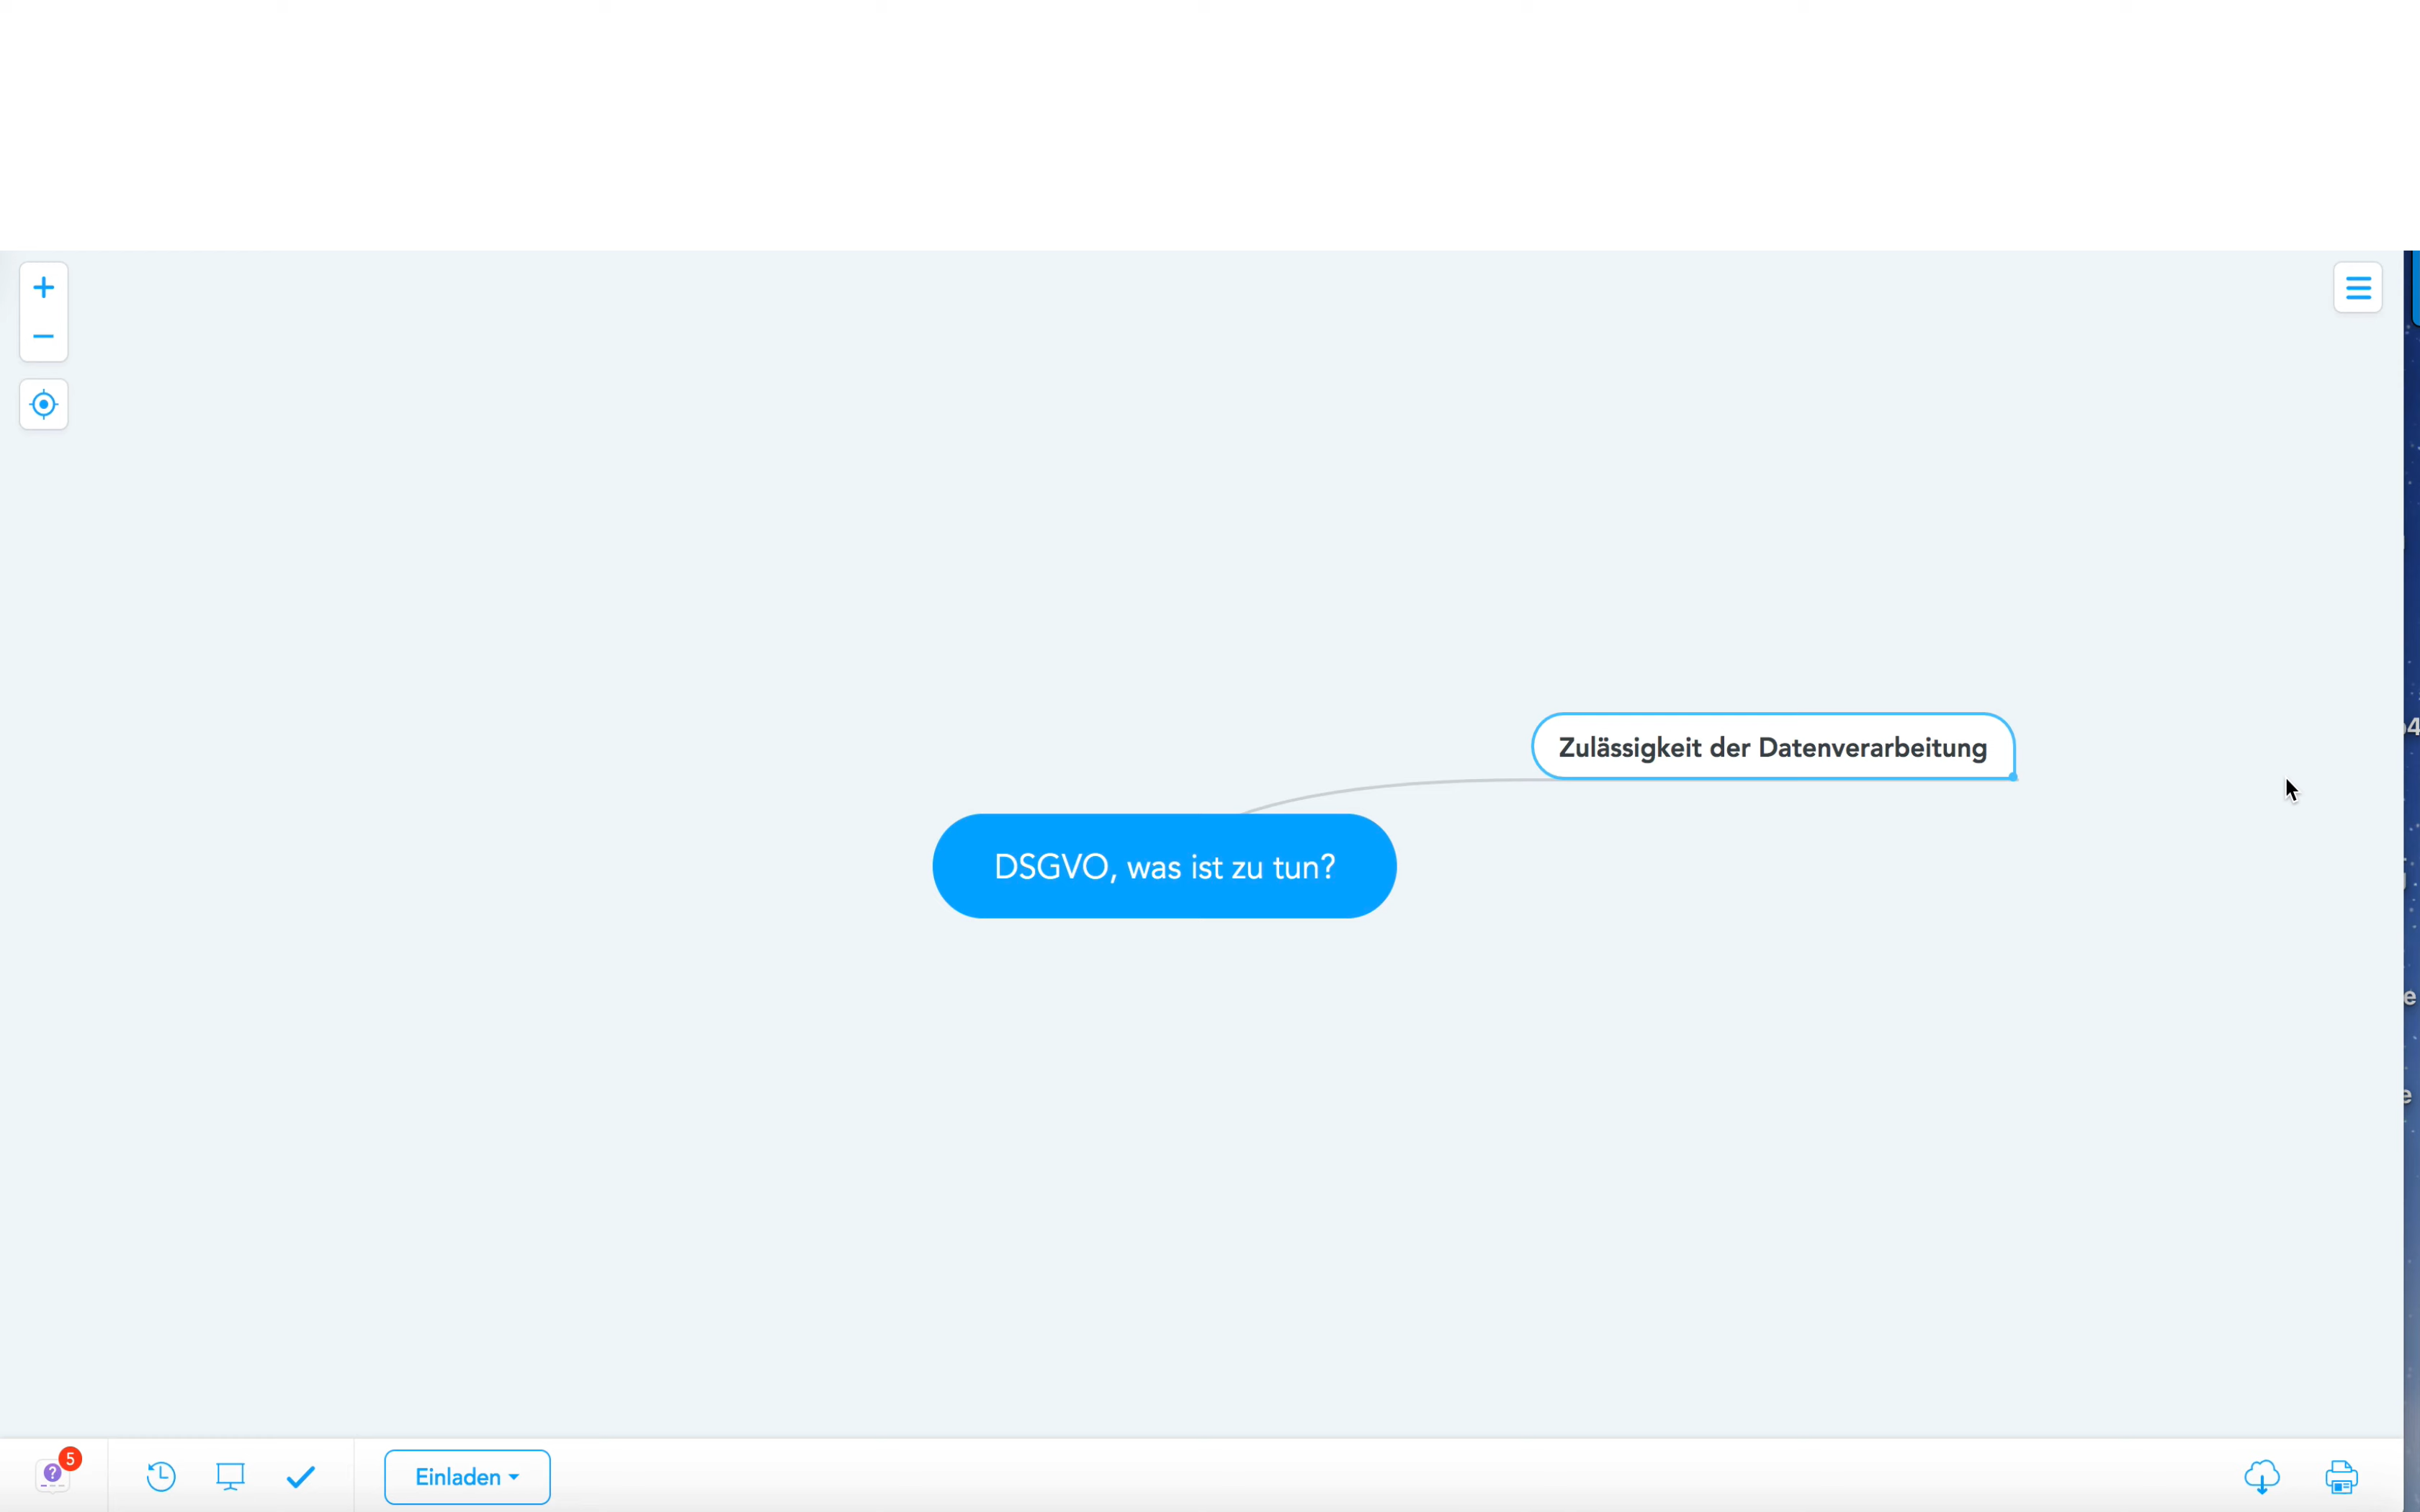 Zulässigkeit der Datenverarbeitung
DSGVO, was ist zu tun?
5
Einladen